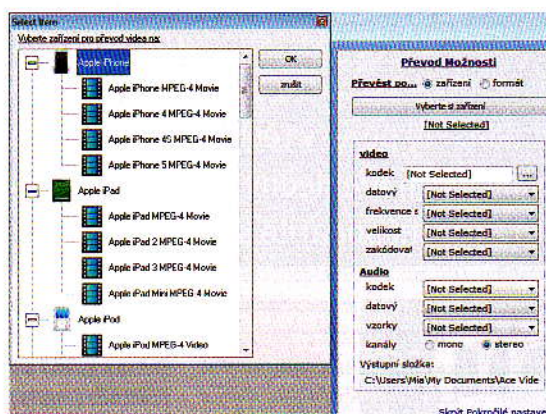 Select Item
Vyberte zařízení pro převod videa na:
Apple iPhone
Apple iPhone MPEG-4 Movie
Apple iPhone 4 MPEG-4 Movie
Apple iPhone 4S MPEG-4 Movie
Apple iPhone 5 MPEG-4 Movie
Apple iPad
Apple iPad MPEG-4 Movie
Apple iPad 2 MPEG-4 Movie
Apple iPad 3 MPEG-4 Movie
Apple iPad Mini MPEG-4 Movie
Apple iPod
Apple iPod MPEG-4 Video
OK
zrušit
Převod Možnosti
Převést po... zařízení formát
Vyberte si zařízení
[Not Selected]
video
kodek [Not Selected] ...
datový [Not Selected]
frekvence s [Not Selected]
velikost [Not Selected]
zakódovat [Not Selected]
Audio
kodek [Not Selected]
datový [Not Selected]
vzorky [Not Selected]
kanály mono stereo
Výstupní složka:
C:\Users\Mia\My Documents\Ace Vide
Skrýt Pokročilé nastave